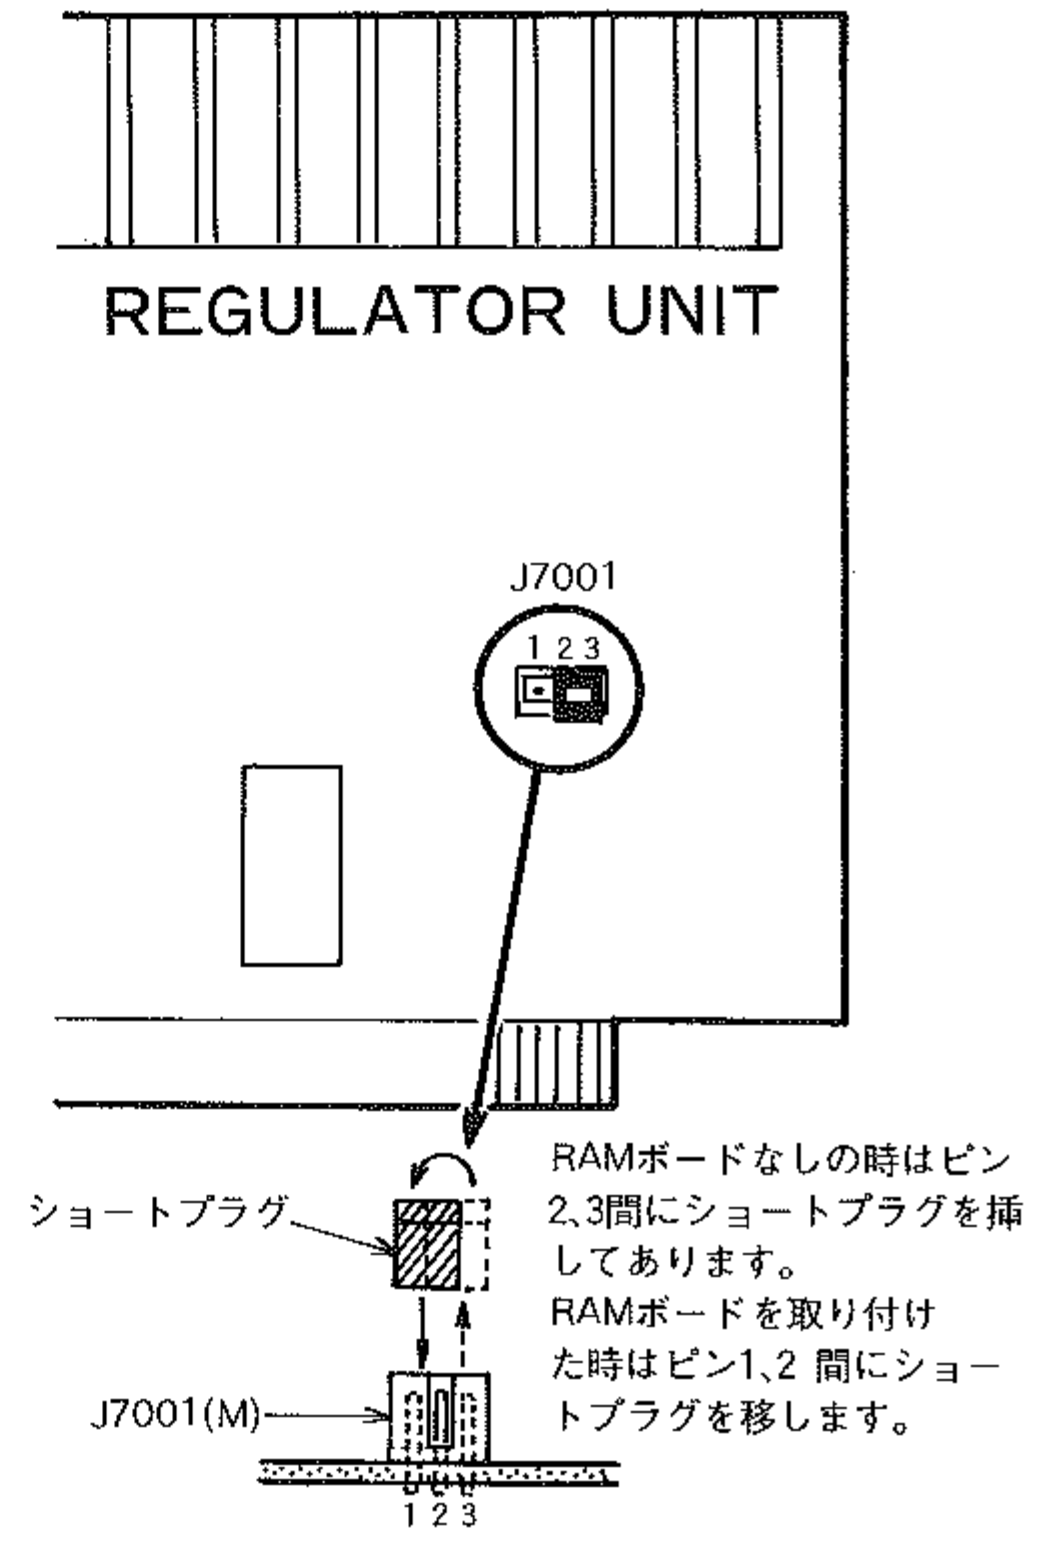 REGULATOR UNIT
J7001
1 2 3
RAMボードなしの時はピン
2、3間にショートプラグを挿
してあります。
RAMボードを取り付け
た時はピン1、2 間にショー
トプラグを移します。
ショートプラグ
J7001(M)
1 2 3